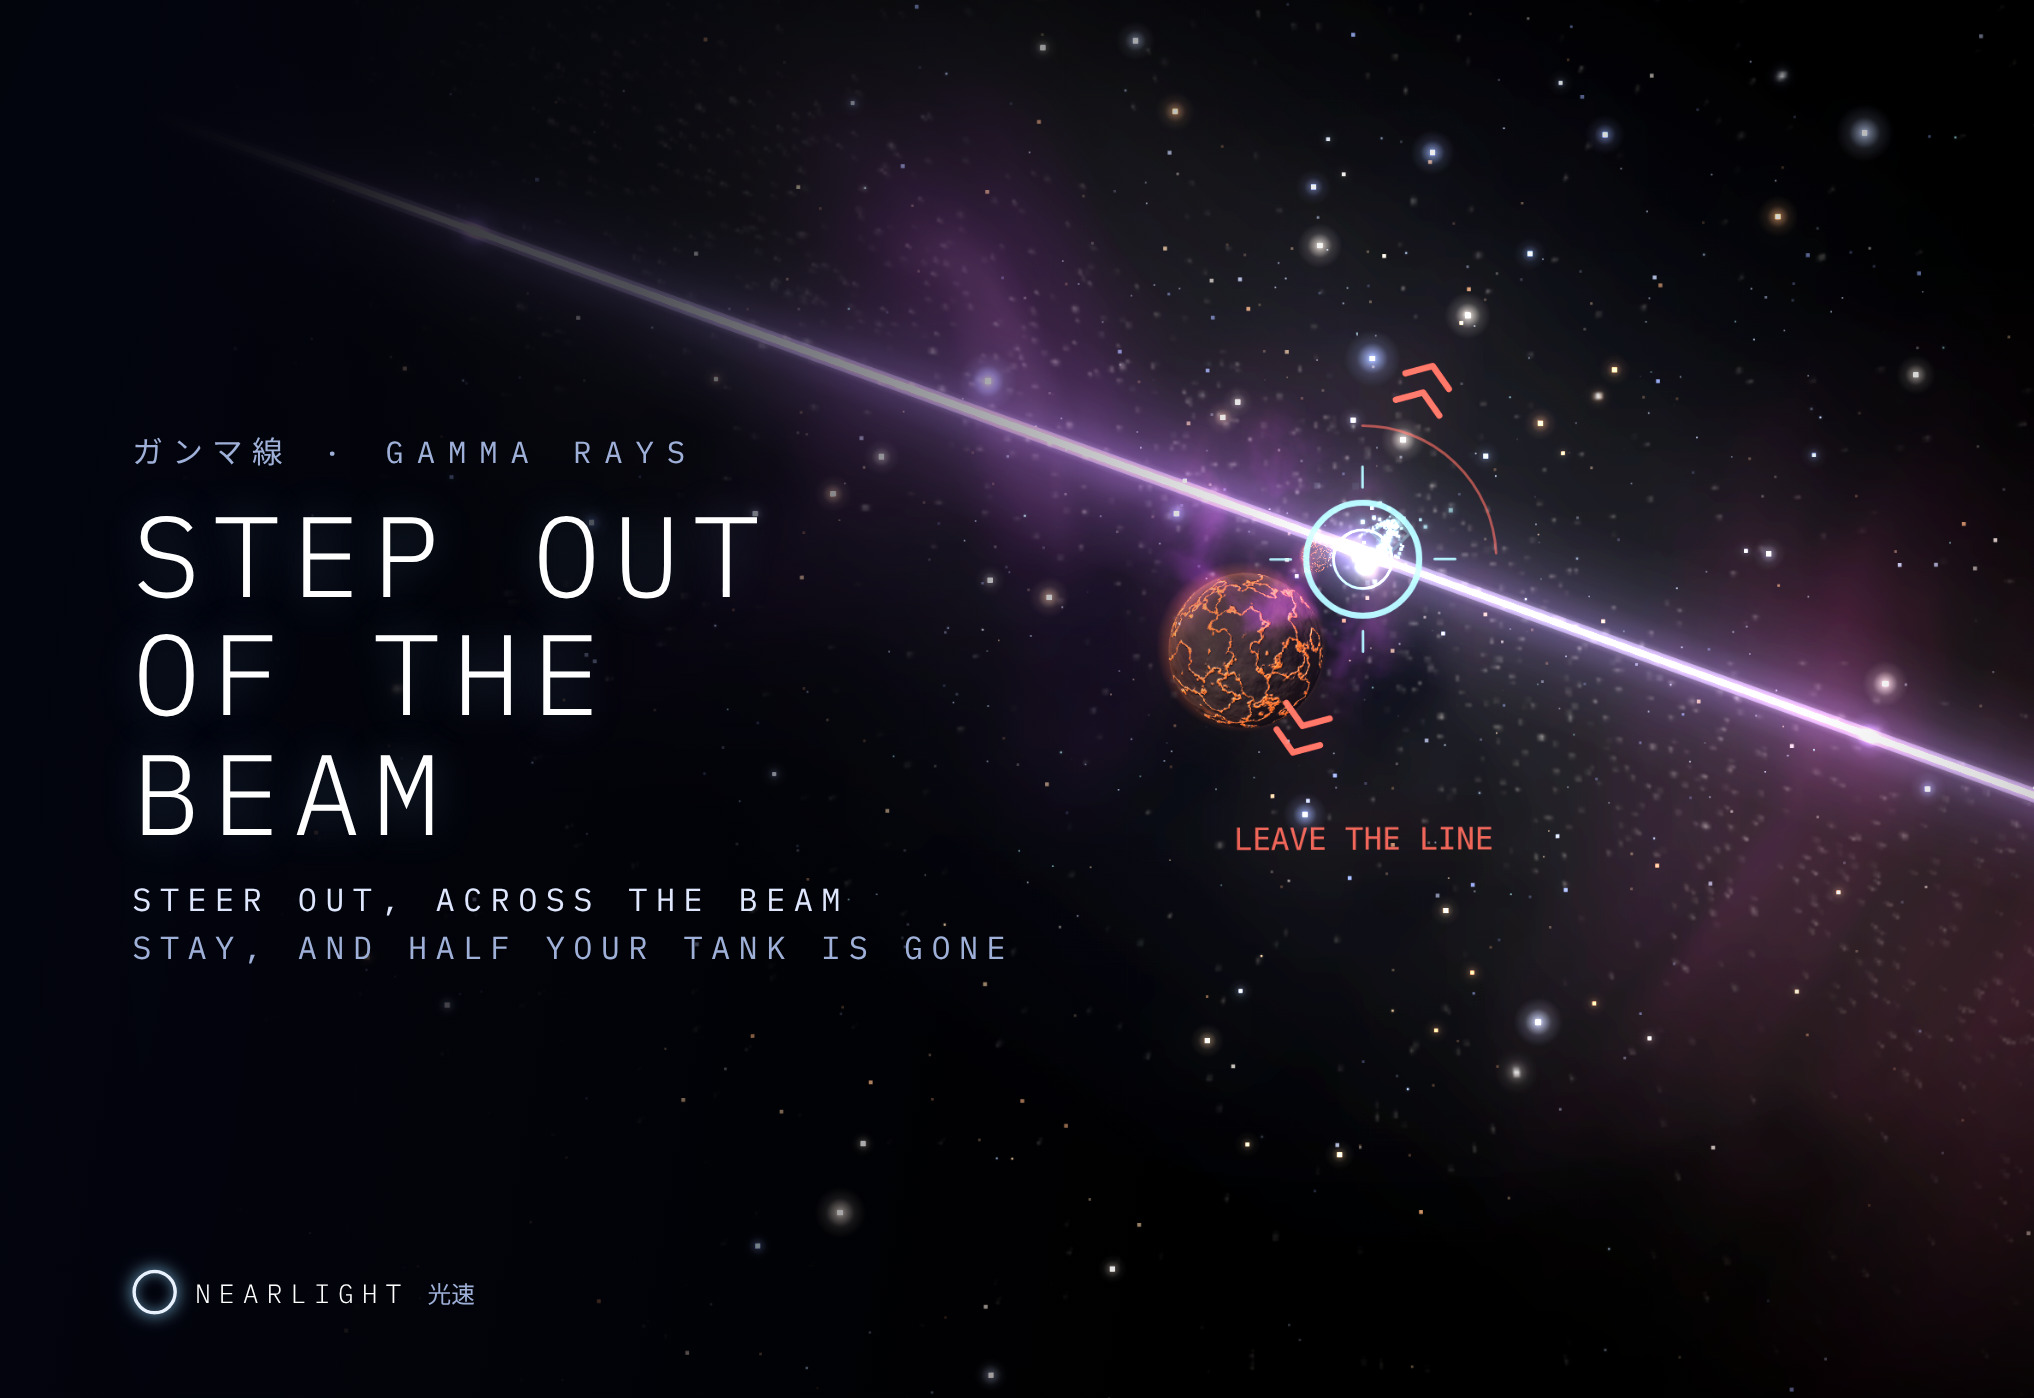 ガンマ線 · GAMMA RAYS
STEP OUT
OF THE
BEAM
STEER OUT, ACROSS THE BEAM
STAY, AND HALF YOUR TANK IS GONE
LEAVE THE LINE
NEARLIGHT 光速